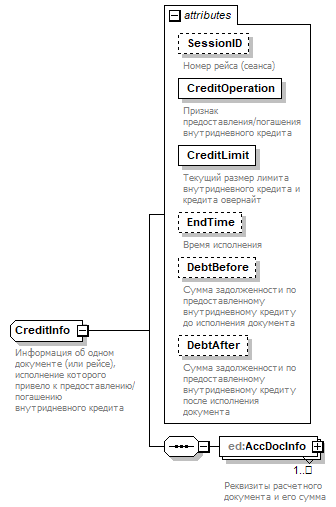 attributes
SessionID
Номер рейса (сеанса)
CreditOperation
Признак
предоставления/погашения
внутридневного кредита
CreditLimit
Текущий размер лимита
внутридневного кредита и
кредита овернайт
EndTime
Время исполнения
DebtBefore
Сумма задолженности по
предоставленному
внутридневному кредиту
до исполнения документа
DebtAfter
Сумма задолженности по
предоставленному
внутридневному кредиту
после исполнения
документа
CreditInfo
Информация об одном
документе (или рейсе),
исполнение которого
привело к предоставлению/
погашению
внутридневного кредита
ed:AccDocInfo
1..□
Реквизиты расчетного
документа и его сумма